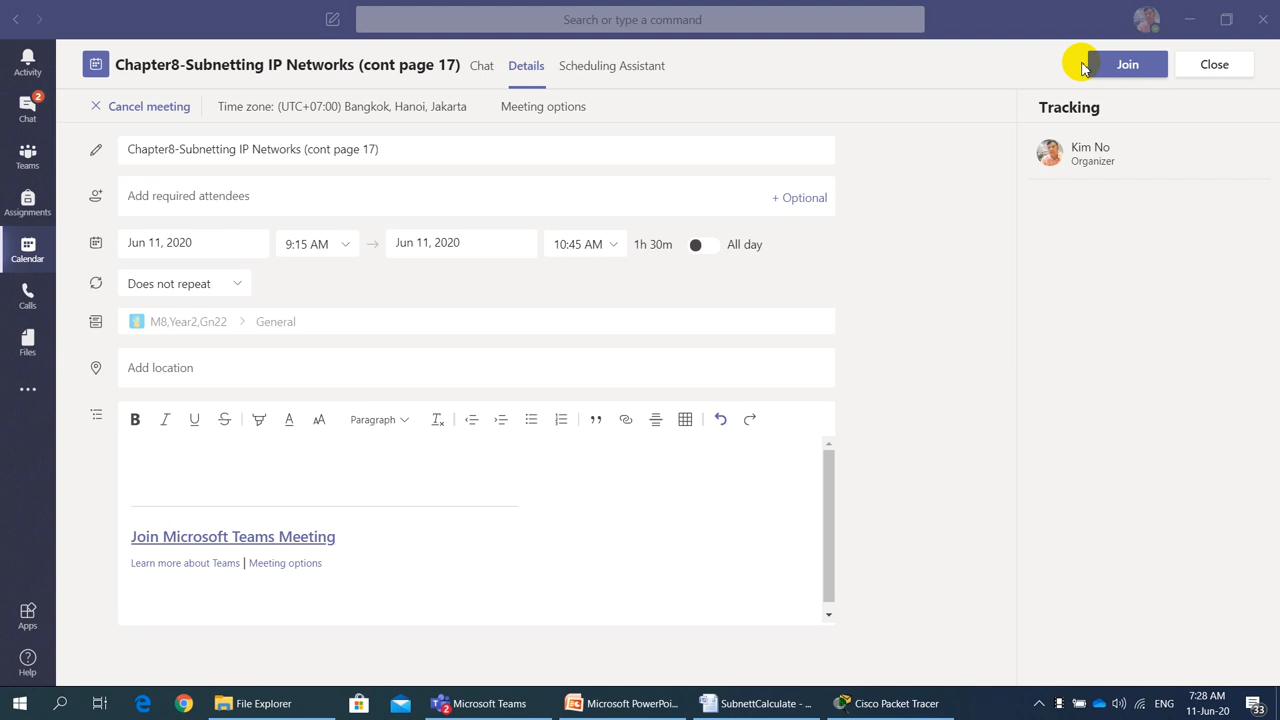 Search or type a command
Activity
Chat
2
Teams
Assignments
Calendar
Calls
Files
Apps
Help
Chapter8-Subnetting IP Networks (cont page 17)
Chat
Details
Scheduling Assistant
Join
Close
Cancel meeting
Time zone: (UTC+07:00) Bangkok, Hanoi, Jakarta
Meeting options
Tracking
Kim No
Organizer
Chapter8-Subnetting IP Networks (cont page 17)
Add required attendees
+ Optional
Jun 11, 2020
9:15 AM
Jun 11, 2020
10:45 AM
1h 30m
All day
Does not repeat
M8,Year2,Gn22 > General
Add location
B I U S A AA Paragraph
Join Microsoft Teams Meeting
Learn more about Teams | Meeting options
File Explorer
2
Microsoft Teams
Microsoft PowerPoi...
SubnettCalculate - ...
Cisco Packet Tracer
7:28 AM
11-Jun-20
33